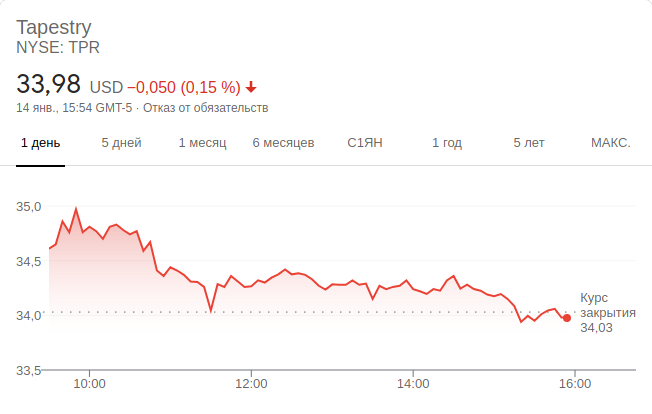 Tapestry
NYSE: TPR
33,98 USD −0,050 (0,15 %)
14 янв., 15:54 GMT-5 · Отказ от обязательств
1 день 5 дней 1 месяц 6 месяцев С1ЯН 1 год 5 лет МАКС.
35,0
34,5
34,0
33,5
Курс
закрытия
34,03
10:00 12:00 14:00 16:00